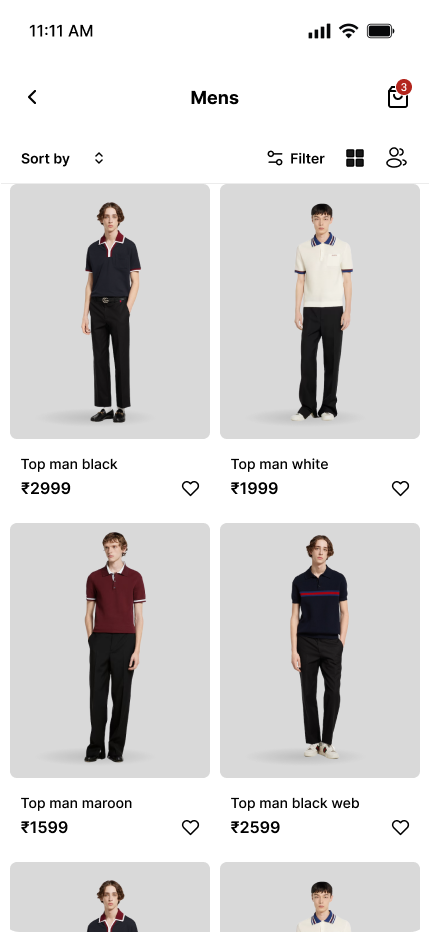 11:11 AM
Mens
3
Sort by
Filter
Top man black
₹2999
Top man white
₹1999
Top man maroon
₹1599
Top man black web
₹2599